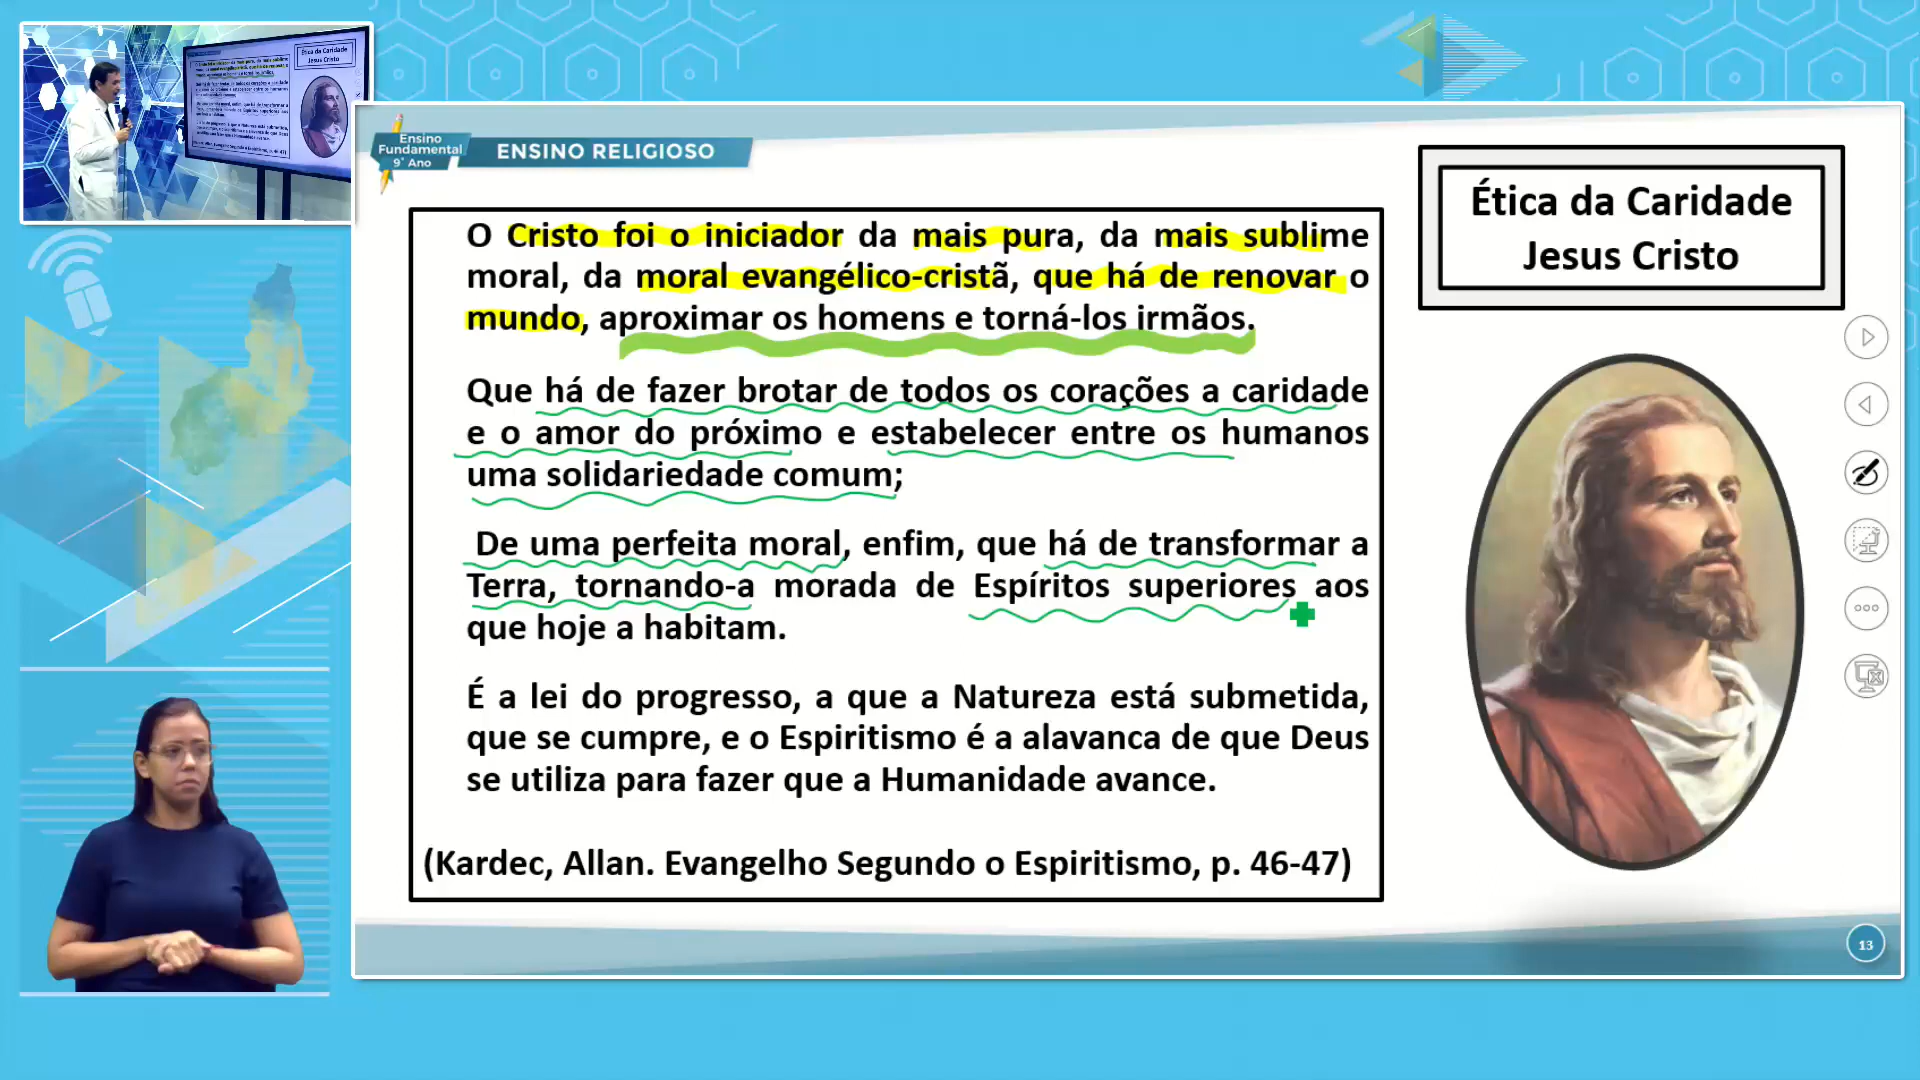 Ética da Caridade
Jesus Cristo
Ensino
Fundamental
9° Ano
ENSINO RELIGIOSO
O Cristo foi o iniciador da mais pura, da mais sublime
moral, da moral evangélico-cristã, que há de renovar o
mundo, aproximar os homens e torná-los irmãos.
Que há de fazer brotar de todos os corações a caridade
e o amor do próximo e estabelecer entre os humanos
uma solidariedade comum;
De uma perfeita moral, enfim, que há de transformar a
Terra, tornando-a morada de Espíritos superiores aos
que hoje a habitam.
É a lei do progresso, a que a Natureza está submetida,
que se cumpre, e o Espiritismo é a alavanca de que Deus
se utiliza para fazer que a Humanidade avance.
(Kardec, Allan. Evangelho Segundo o Espiritismo, p. 46-47)
Ética da Caridade
Jesus Cristo
13